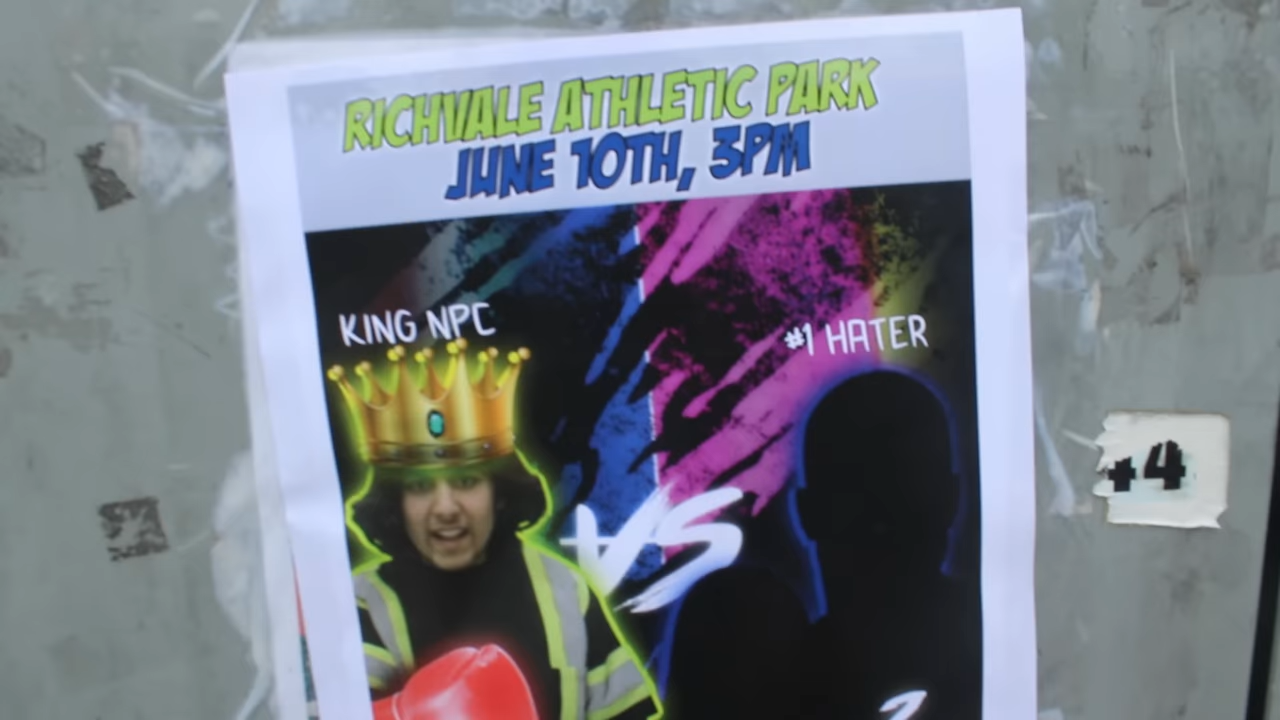 RICHVALE ATHLETIC PARK
JUNE 10TH, 3PM
KING NPC
#1 HATER
VS
?
+4